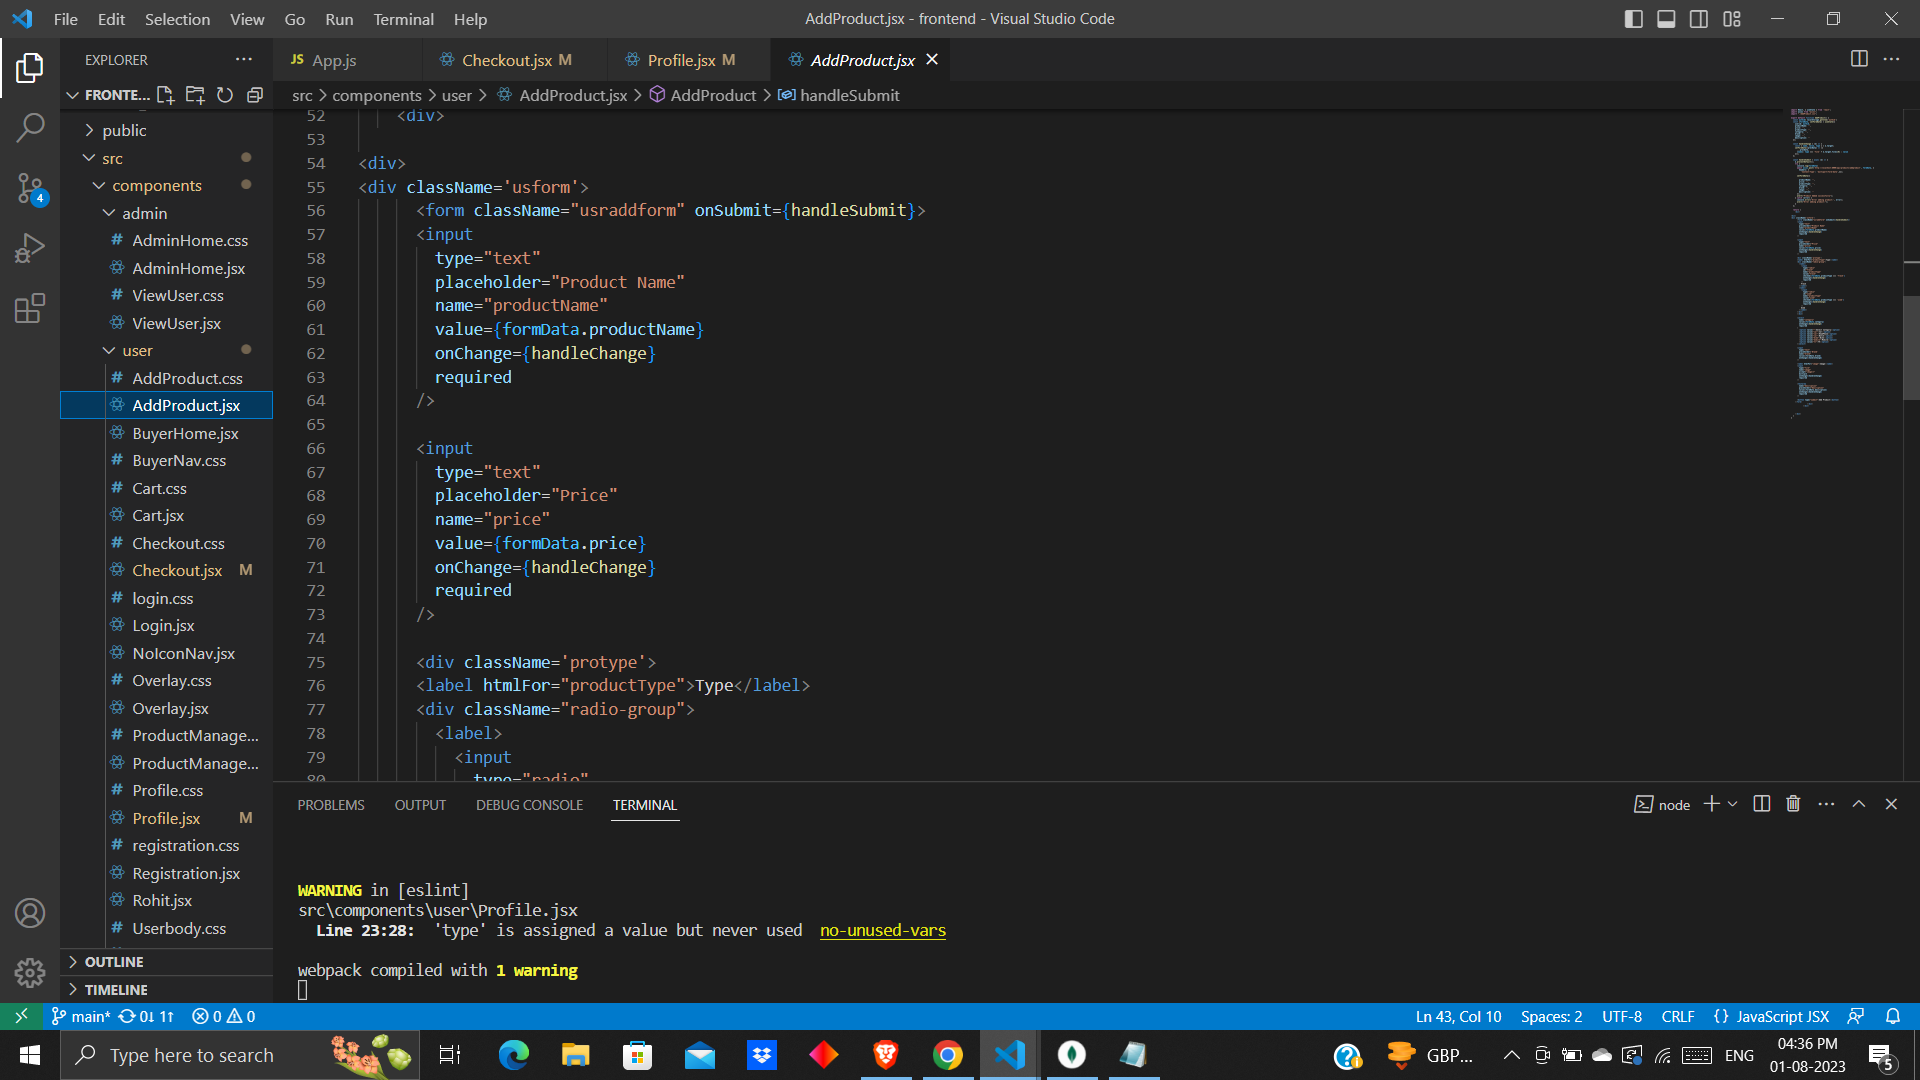 File Edit Selection View Go Run Terminal Help
AddProduct.jsx - frontend - Visual Studio Code
EXPLORER
JS App.js
Checkout.jsx M
Profile.jsx M
AddProduct.jsx
FRONTE...
src > components > user > AddProduct.jsx > AddProduct > handleSubmit
public
src
components
admin
# AdminHome.css
AdminHome.jsx
# ViewUser.css
ViewUser.jsx
user
# AddProduct.css
AddProduct.jsx
BuyerHome.jsx
# BuyerNav.css
# Cart.css
Cart.jsx
# Checkout.css
Checkout.jsx M
# login.css
Login.jsx
NoIconNav.jsx
# Overlay.css
Overlay.jsx
# ProductManage...
ProductManage...
# Profile.css
Profile.jsx M
# registration.css
Registration.jsx
Rohit.jsx
# Userbody.css
OUTLINE
TIMELINE
4
52 <div>
53
54 <div>
55 <div className='usform'>
56 <form className="usraddform" onSubmit={handleSubmit}>
57 <input
58 type="text"
59 placeholder="Product Name"
60 name="productName"
61 value={formData.productName}
62 onChange={handleChange}
63 required
64 />
65
66 <input
67 type="text"
68 placeholder="Price"
69 name="price"
70 value={formData.price}
71 onChange={handleChange}
72 required
73 />
74
75 <div className='protype'>
76 <label htmlFor="productType">Type</label>
77 <div className="radio-group">
78 <label>
79 <input
80 type="radio"
PROBLEMS OUTPUT DEBUG CONSOLE TERMINAL
node
WARNING in [eslint]
src\components\user\Profile.jsx
Line 23:28: 'type' is assigned a value but never used no-unused-vars
webpack compiled with 1 warning
main* 0↓ 1↑ 0 0
Ln 43, Col 10 Spaces: 2 UTF-8 CRLF {} JavaScript JSX
Type here to search
GBP...
ENG
04:36 PM
01-08-2023
5